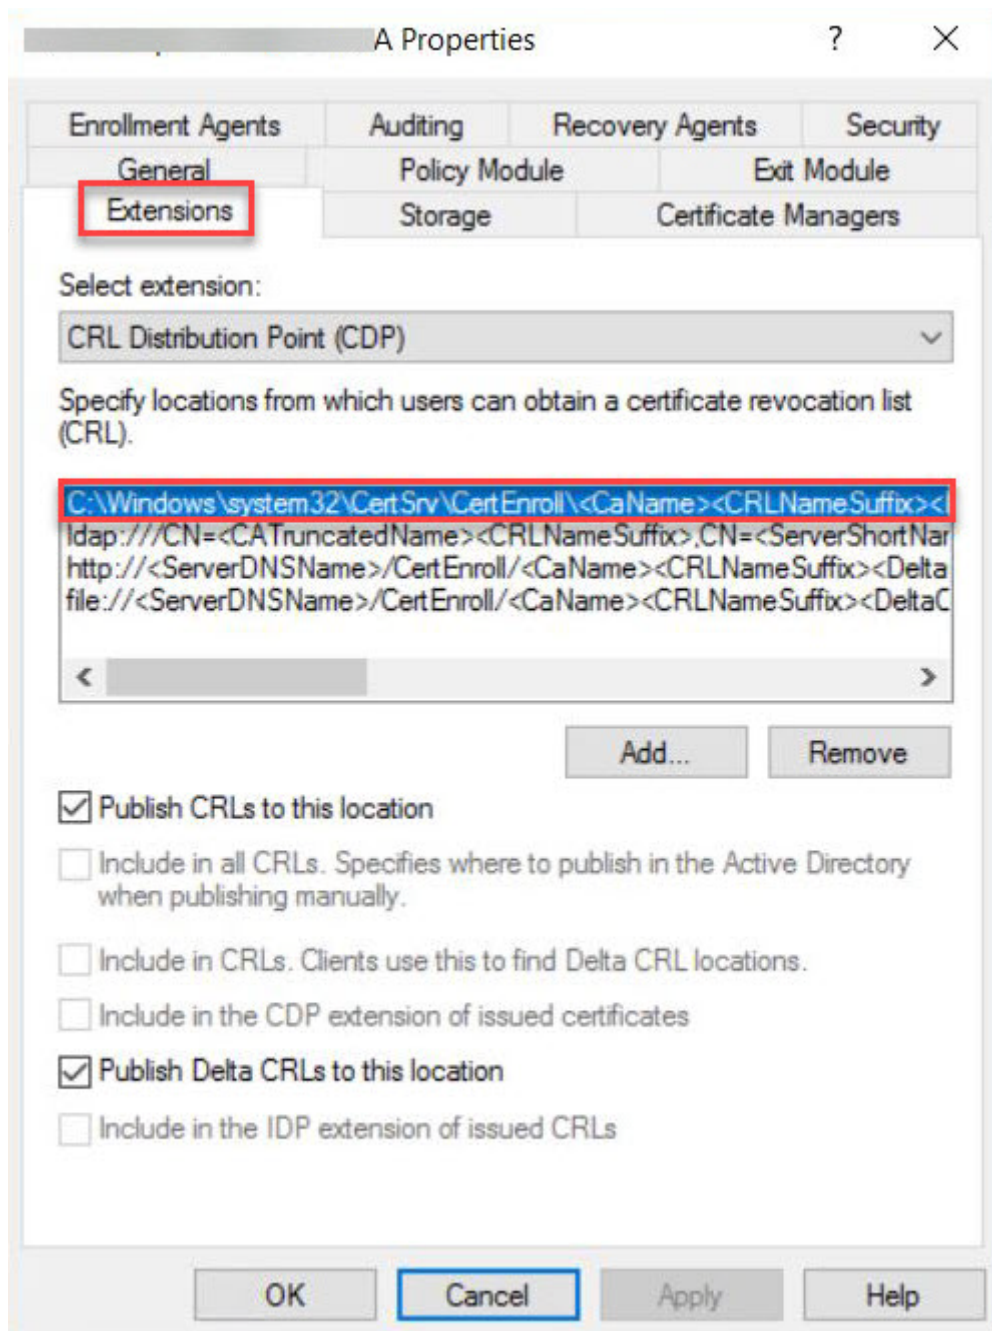 A Properties
?
Enrollment Agents
Auditing
Recovery Agents
Security
General
Policy Module
Exit Module
Extensions
Storage
Certificate Managers
Select extension:
CRL Distribution Point (CDP)
Specify locations from which users can obtain a certificate revocation list
(CRL).
C:\Windows\system32\CertSrv\CertEnroll\<CaName><CRLNameSuffix><
ldap:///CN=<CATruncatedName><CRLNameSuffix>,CN=<ServerShortNar
http://<ServerDNSName>/CertEnroll/<CaName><CRLNameSuffix><Delta
file://<ServerDNSName>/CertEnroll/<CaName><CRLNameSuffix><DeltaC
Add...
Remove
Publish CRLs to this location
Include in all CRLs. Specifies where to publish in the Active Directory
when publishing manually.
Include in CRLs. Clients use this to find Delta CRL locations.
Include in the CDP extension of issued certificates
Publish Delta CRLs to this location
Include in the IDP extension of issued CRLs
OK
Cancel
Apply
Help